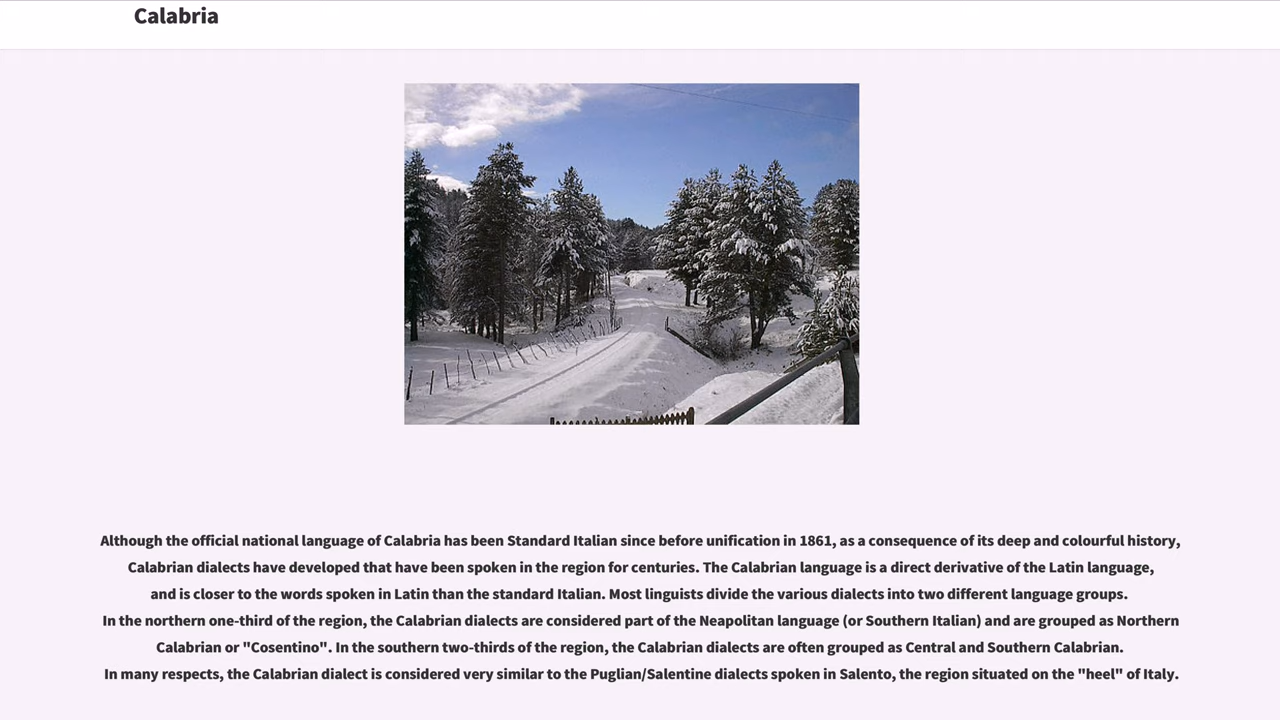 Calabria
Although the official national language of Calabria has been Standard Italian since before unification in 1861, as a consequence of its deep and colourful history,
Calabrian dialects have developed that have been spoken in the region for centuries. The Calabrian language is a direct derivative of the Latin language,
and is closer to the words spoken in Latin than the standard Italian. Most linguists divide the various dialects into two different language groups.
In the northern one-third of the region, the Calabrian dialects are considered part of the Neapolitan language (or Southern Italian) and are grouped as Northern
Calabrian or "Cosentino". In the southern two-thirds of the region, the Calabrian dialects are often grouped as Central and Southern Calabrian.
In many respects, the Calabrian dialect is considered very similar to the Puglian/Salentine dialects spoken in Salento, the region situated on the "heel" of Italy.